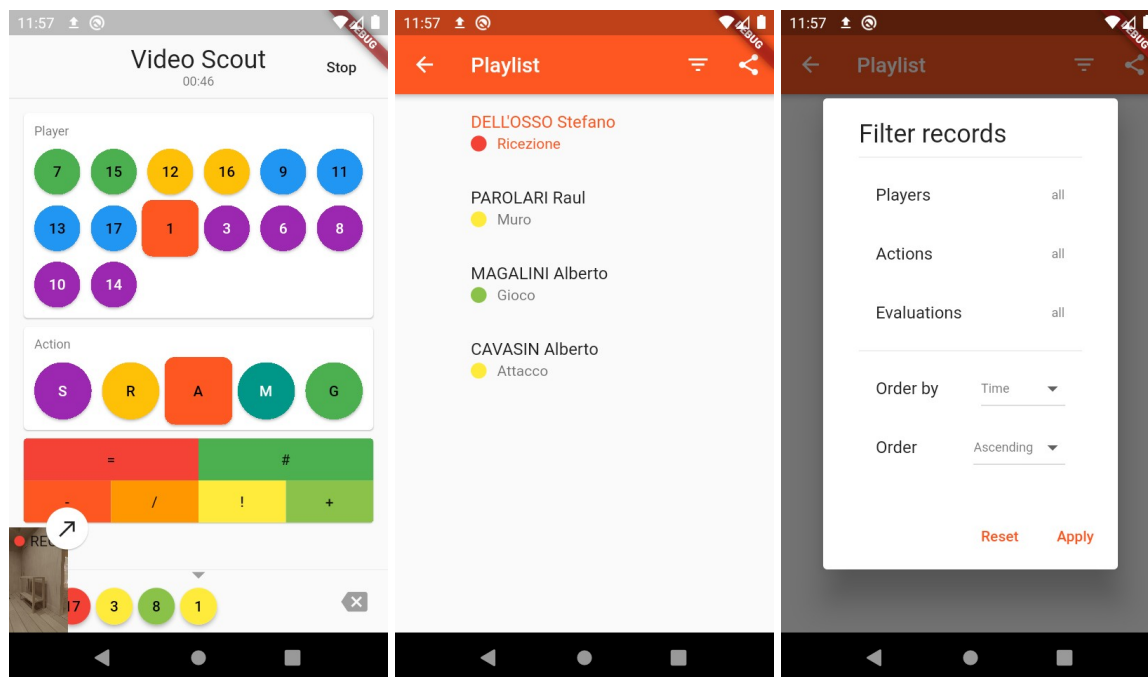 11:57
DEBUG
Video Scout
00:46
Stop
Player
7 15 12 16 9 11
13 17 1 3 6 8
10 14
Action
S R A M G
= #
- / ! +
REC
17 3 8 1
11:57
DEBUG
Playlist
DELL'OSSO Stefano
Ricezione
PAROLARI Raul
Muro
MAGALINI Alberto
Gioco
CAVASIN Alberto
Attacco
11:57
DEBUG
Playlist
Filter records
Players all
Actions all
Evaluations all
Order by Time
Order Ascending
Reset Apply